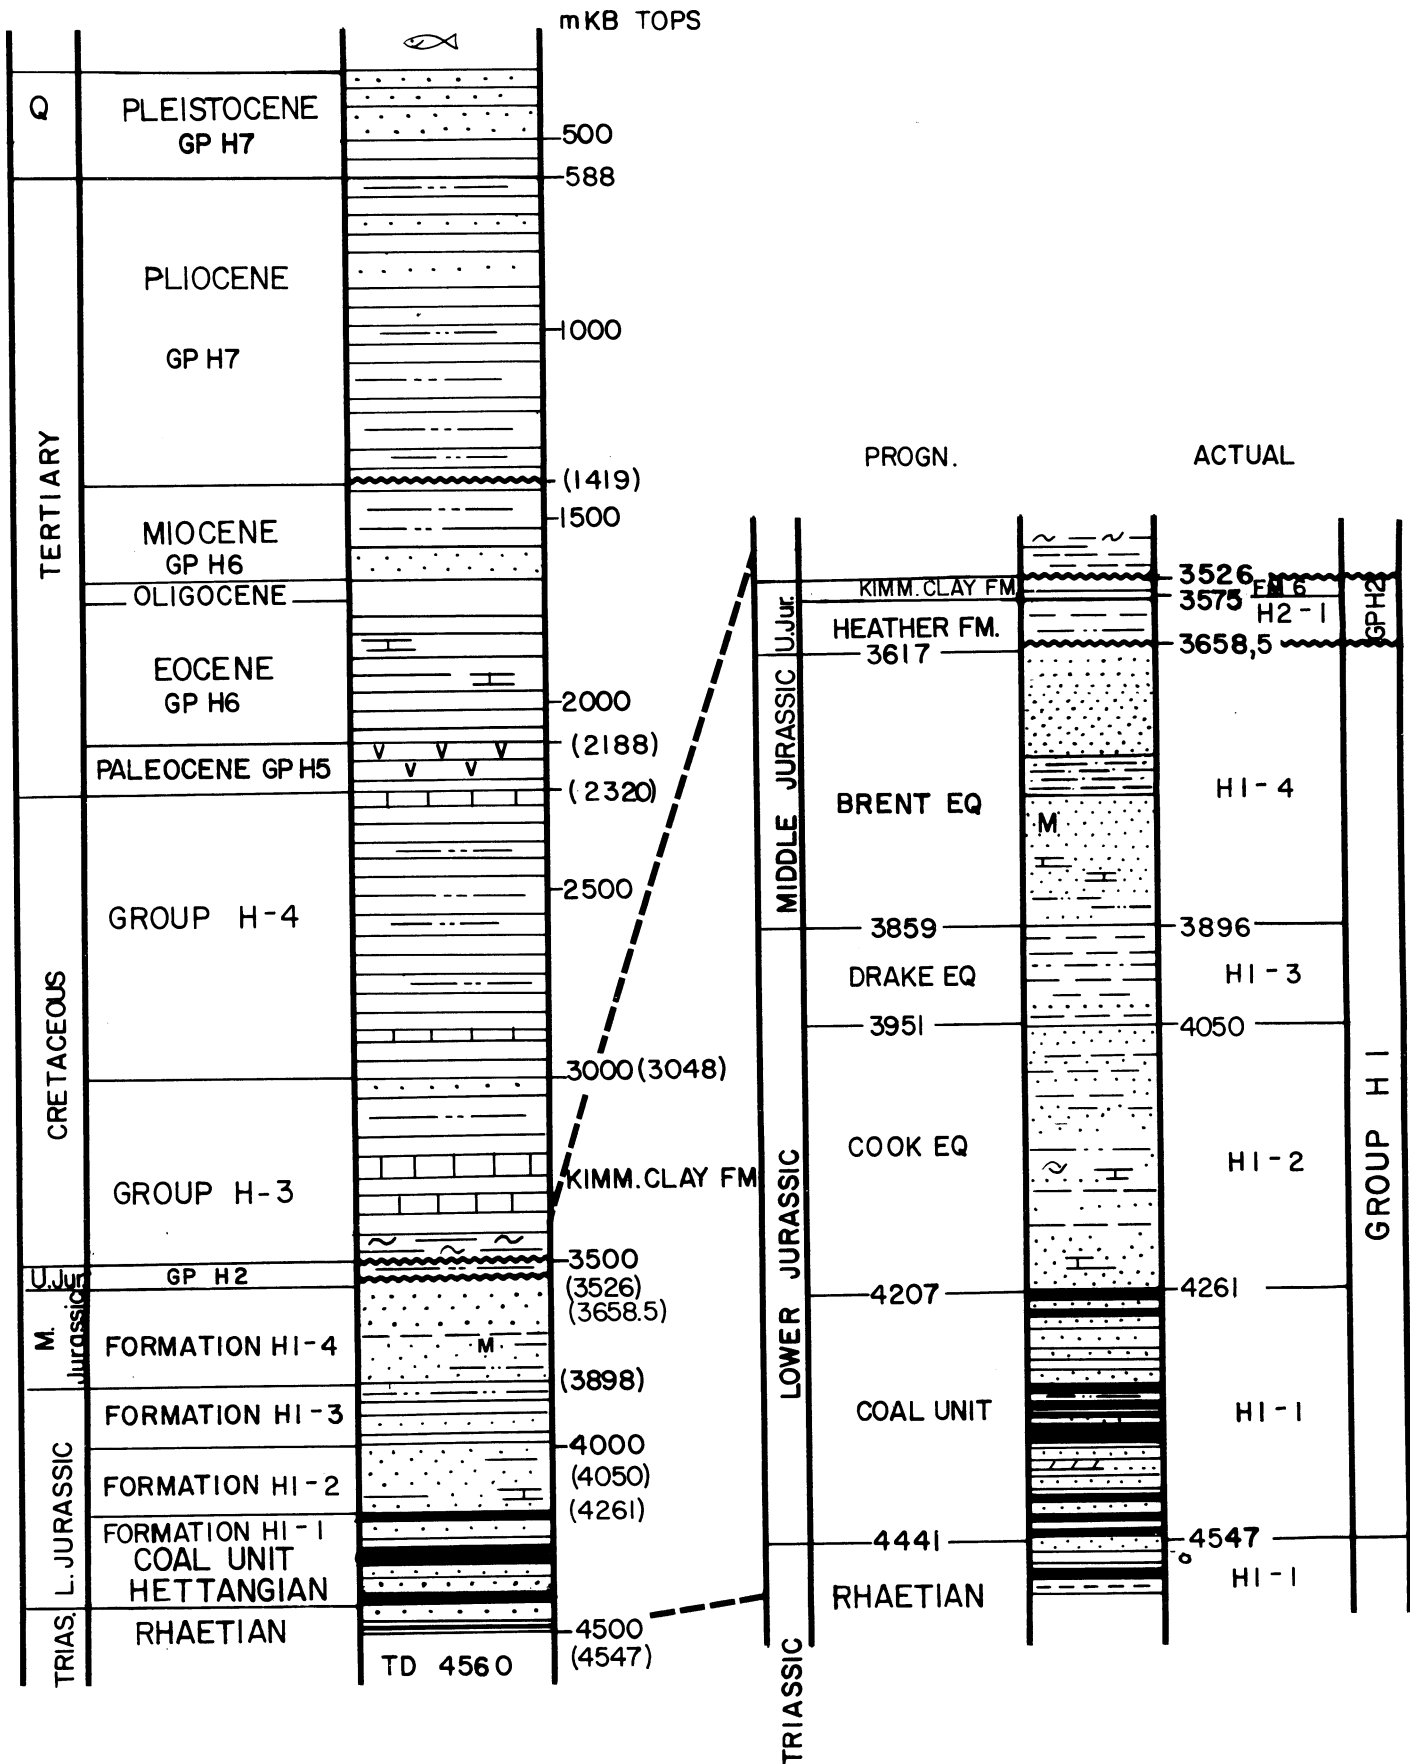 mKB TOPS
Q
PLEISTOCENE
GP H7
500
588
PLIOCENE
GP H7
1000
TERTIARY
(1419)
1500
MIOCENE
GP H6
OLIGOCENE
EOCENE
GP H6
2000
(2188)
PALEOCENE GP H5
V V V
V V
(2320)
2500
GROUP H-4
CRETACEOUS
3000 (3048)
GROUP H-3
KIMM. CLAY FM
3500
U.Jur
GP H2
(3526)
(3658.5)
M. Jurassic
FORMATION H1-4
M
(3898)
FORMATION H1-3
4000
(4050)
L. JURASSIC
FORMATION H1-2
(4261)
FORMATION H1-1
COAL UNIT
HETTANGIAN
TRIAS.
RHAETIAN
4500
(4547)
TD 4560
PROGN. ACTUAL
3526
KIMM. CLAY FM
FM 6
3575
H2-1
GPH2
U.Jur.
HEATHER FM.
3617
3658,5
MIDDLE JURASSIC
BRENT EQ
M
H1-4
3859
3896
DRAKE EQ
H1-3
3951
4050
COOK EQ
H1-2
GROUP H1
LOWER JURASSIC
4207
4261
COAL UNIT
H1-1
4441
4547
RHAETIAN
H1-1
TRIASSIC